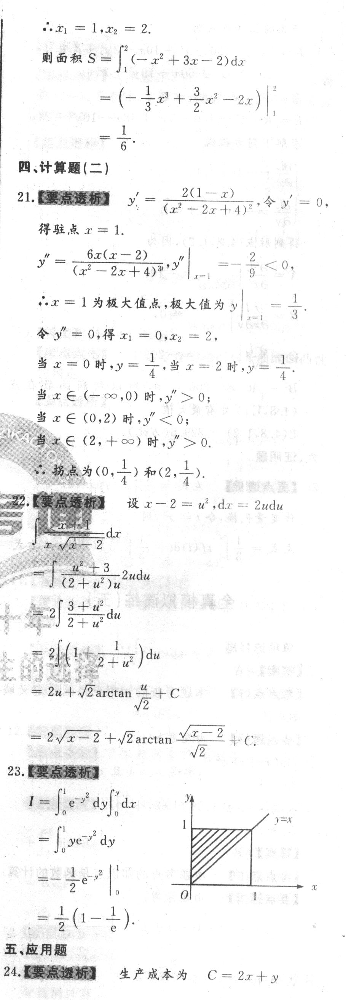 ∴x₁ = 1,x₂ = 2.
则面积 S = ∫₁²(−x² + 3x − 2)dx
= (−1/3 x³ + 3/2 x² − 2x)|₁²
= 1/6.
四、计算题(二)
21.【要点透析】 y′ = 2(1−x)/(x² − 2x + 4)²,令 y′ = 0,
得驻点 x = 1.
y″ = 6x(x−2)/(x² − 2x + 4)³,y″|ₓ₌₁ = −2/9 < 0,
∴x = 1 为极大值点,极大值为 y|ₓ₌₁ = 1/3.
令 y″ = 0,得 x₁ = 0,x₂ = 2,
当 x = 0 时,y = 1/4,当 x = 2 时,y = 1/4.
当 x ∈ (−∞,0) 时,y″ > 0;
当 x ∈ (0,2) 时,y″ < 0;
当 x ∈ (2,+∞) 时,y″ > 0.
∴ 拐点为(0,1/4) 和(2,1/4).
22.【要点透析】 设 x − 2 = u²,dx = 2udu
∫ (x+1)/(x√(x−2)) dx
= ∫ (u² + 3)/((2 + u²)u) 2udu
= 2∫ (3 + u²)/(2 + u²) du
= 2∫(1 + 1/(2 + u²))du
= 2u + √2 arctan u/√2 + C
= 2√(x−2) + √2 arctan √(x−2)/√2 + C.
23.【要点透析】
I = ∫₀¹ e^(−y²) dy ∫₀^y dx
= ∫₀¹ ye^(−y²) dy
= −1/2 e^(−y²) |₀¹
= 1/2 (1 − 1/e).
y
1
y=x
O
1
x
五、应用题
24.【要点透析】 生产成本为 C = 2x + y
十年
生的选择